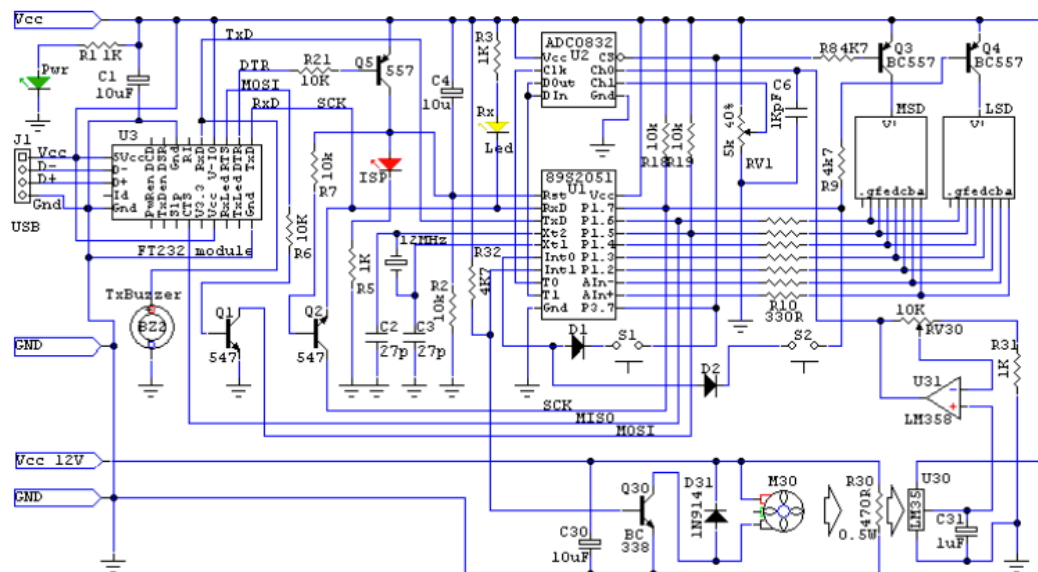 Vcc
TxD
R1 1K
Pwr
C1
10uF
DTR
MOSI
RxD
R21
10K
Q5
557
SCK
C4
10u
R3
1K
Rx
Led
ADC0832
U2
Vcc CS
Clk Ch0
DOut Ch1
DIn Gnd
R8 4K7
Q3
BC557
Q4
BC557
C6
1KpF
5k 40%
RV1
10k
R18
10k
R19
4k7
R9
MSD
LSD
.gfedcba
.gfedcba
J1
Vcc
D-
D+
Gnd
USB
U3
5Vcc
D-
D+
-Id
Gnd
PwRen DCD
TxDen DSR
Slp Gnd
CTS RI
V3.3 RxD
Vcc V-IO
RxLed RTS
TxLed DTR
Gnd TxD
FT232 module
10k
R7
ISP
10K
R6
1K
R5
12MHz
R2
10k
R32
4K7
89S2051
U1
Rst Vcc
RxD P1.7
TxD P1.6
Xt2 P1.5
Xt1 P1.4
Int0 P1.3
Int1 P1.2
T0 AIn-
T1 AIn+
Gnd P3.7
R10
330R
TxBuzzer
BZ2
Q1
547
Q2
547
C2
27p
C3
27p
D1
S1
S2
D2
10K
RV30
R31
1K
U31
LM358
GND
SCK
MISO
MOSI
Vcc 12V
GND
Q30
BC
338
C30
10uF
D31
1N914
M30
R30
470R
0.5W
U30
LM35
C31
1uF